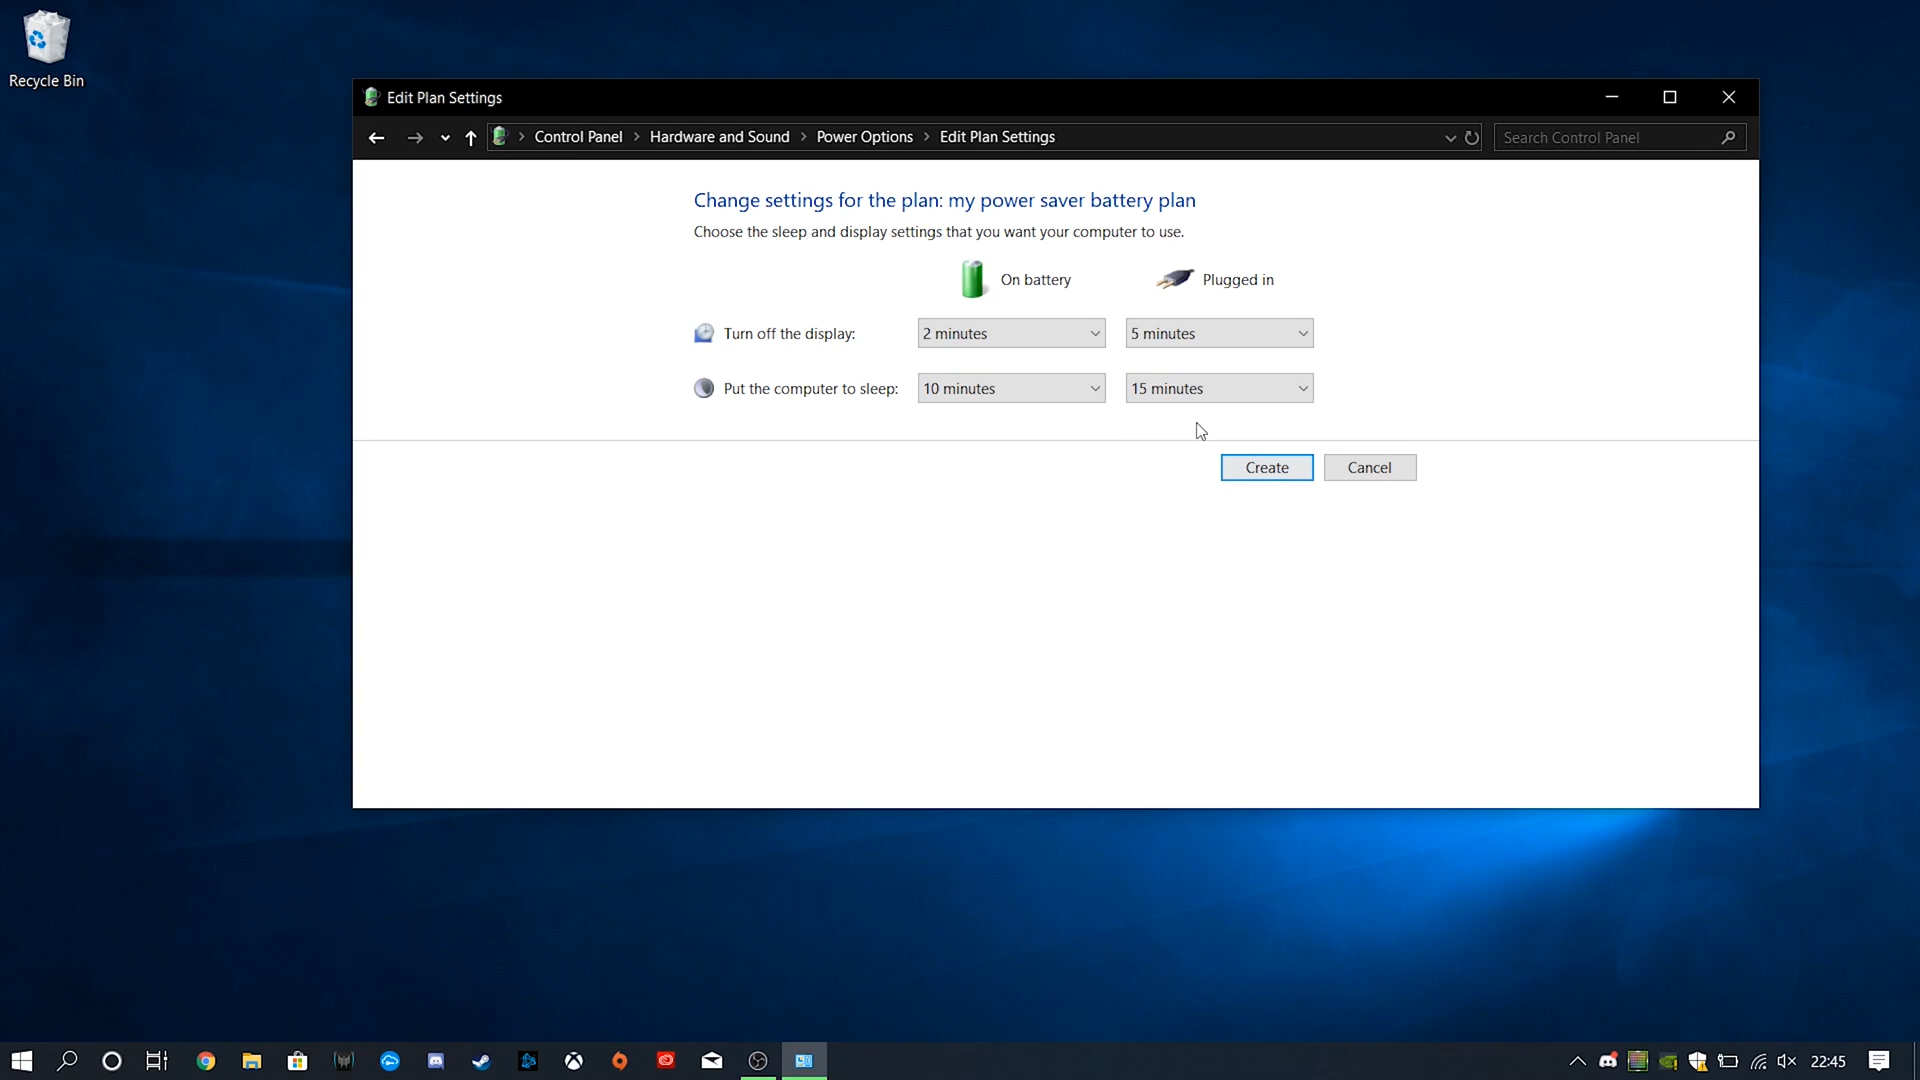 Recycle Bin
Edit Plan Settings
Control Panel > Hardware and Sound > Power Options > Edit Plan Settings
Search Control Panel
Change settings for the plan: my power saver battery plan
Choose the sleep and display settings that you want your computer to use.
On battery
Plugged in
Turn off the display: 2 minutes 5 minutes
Put the computer to sleep: 10 minutes 15 minutes
Create Cancel
22:45